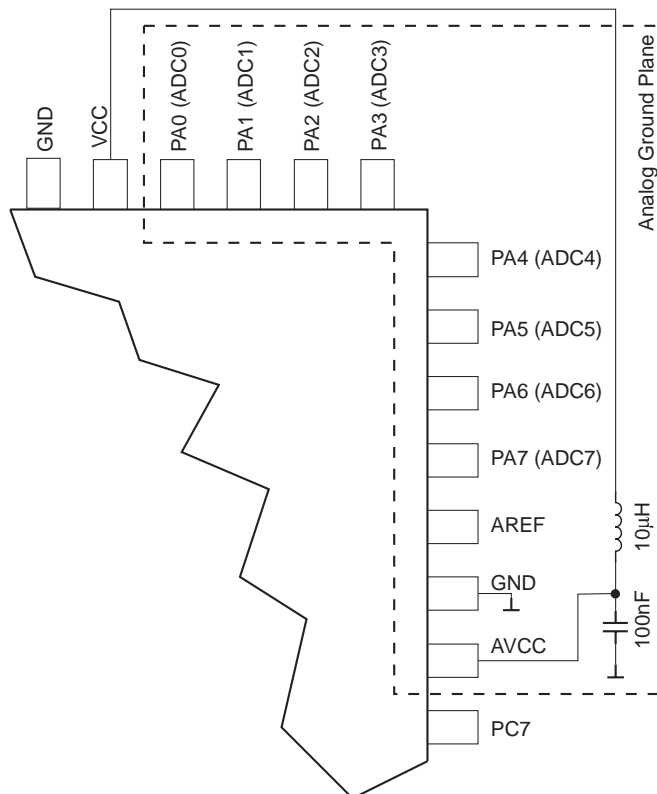 GND
VCC
PA0 (ADC0)
PA1 (ADC1)
PA2 (ADC2)
PA3 (ADC3)
Analog Ground Plane
PA4 (ADC4)
PA5 (ADC5)
PA6 (ADC6)
PA7 (ADC7)
AREF
10µH
GND
100nF
AVCC
PC7